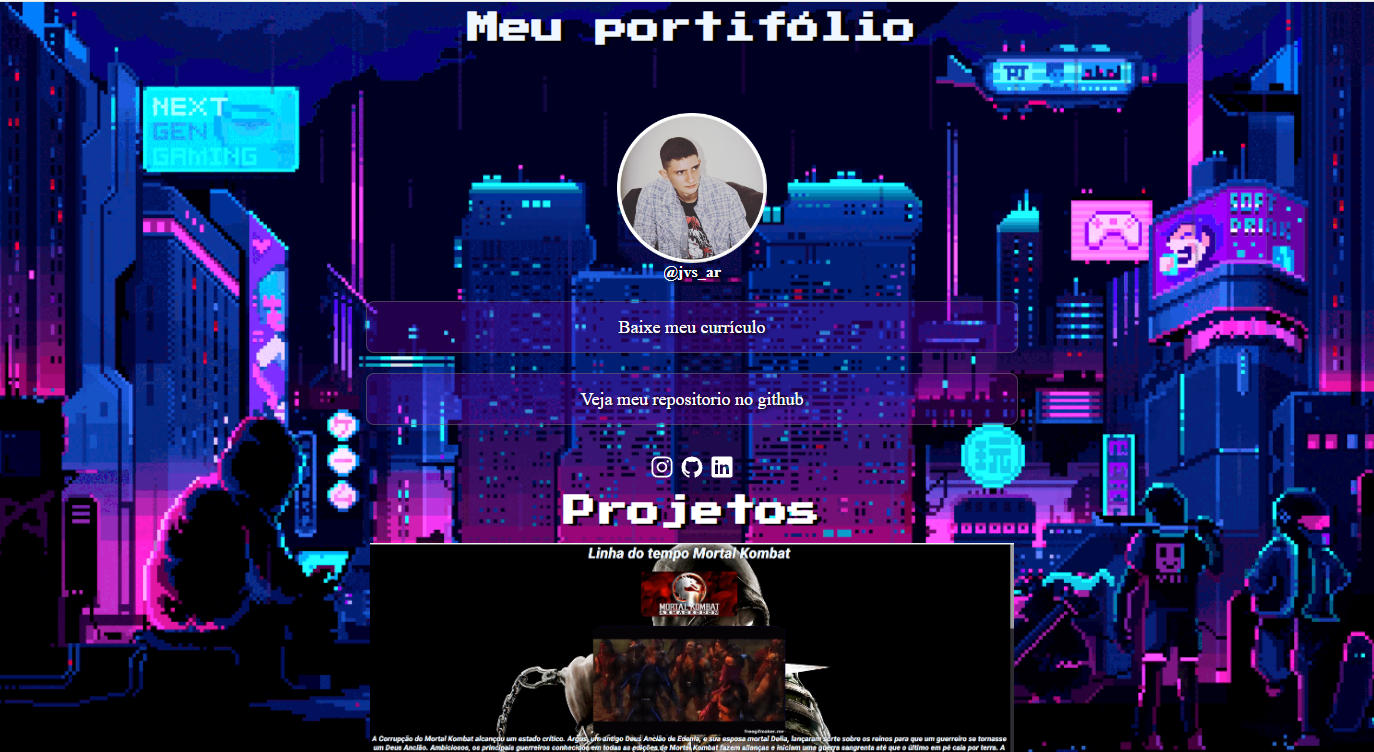 Meu portifólio
NEXT
GEN
GAMING
@jvs_ar
Baixe meu currículo
Veja meu repositorio no github
in
Projetos
Linha do tempo Mortal Kombat
MORTAL KOMBAT
ARMAGEDDON
A Corrupção do Mortal Kombat alcançou um estado crítico. Argus, um antigo Deus Ancião de Edenia, e sua esposa mortal Delia, lançaram sorte sobre os reinos para que um guerreiro se tornasse
um Deus Ancião. Ambiciosos, os principais guerreiros conhecidos em todas as edições de Mortal Kombat fazem alianças e iniciam uma guerra sangrenta até que o último em pé caia por terra. A